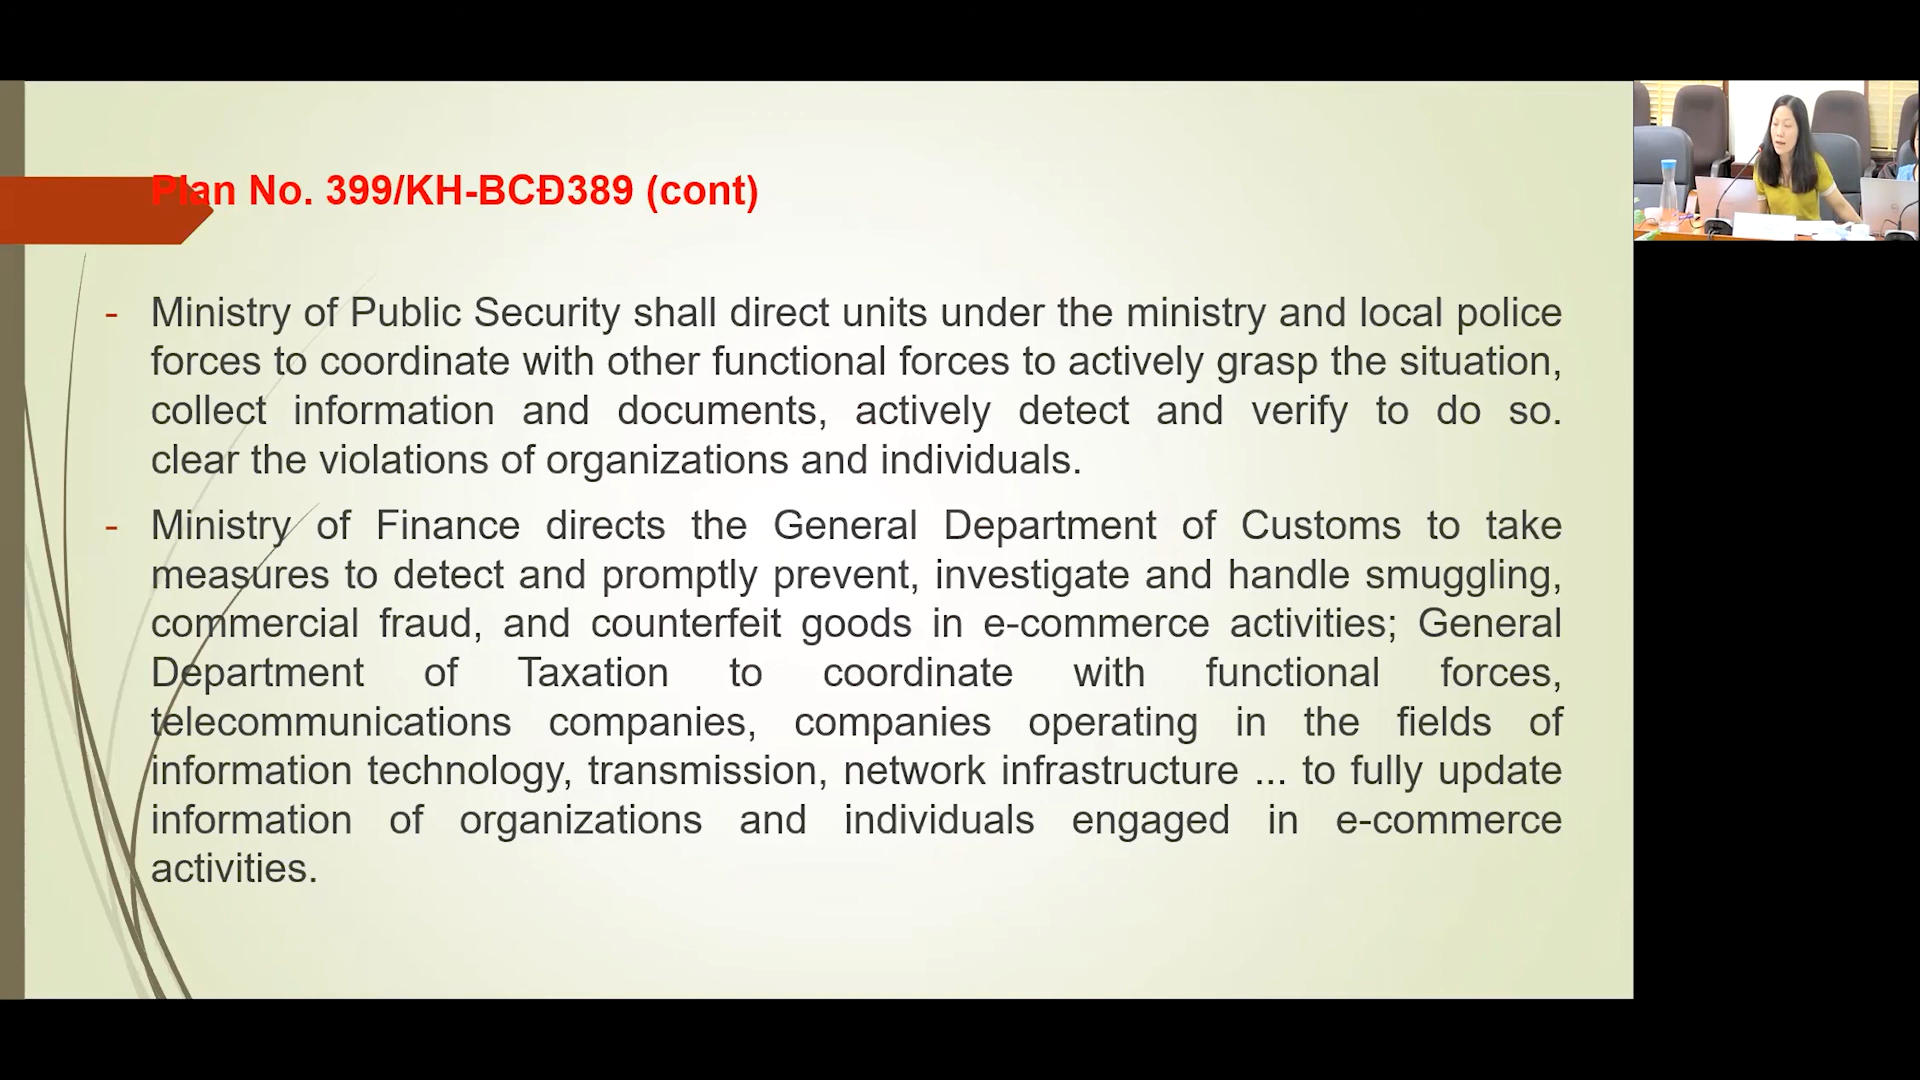 Plan No. 399/KH-BCĐ389 (cont)
- Ministry of Public Security shall direct units under the ministry and local police
forces to coordinate with other functional forces to actively grasp the situation,
collect information and documents, actively detect and verify to do so.
clear the violations of organizations and individuals.
- Ministry of Finance directs the General Department of Customs to take
measures to detect and promptly prevent, investigate and handle smuggling,
commercial fraud, and counterfeit goods in e-commerce activities; General
Department of Taxation to coordinate with functional forces,
telecommunications companies, companies operating in the fields of
information technology, transmission, network infrastructure ... to fully update
information of organizations and individuals engaged in e-commerce
activities.